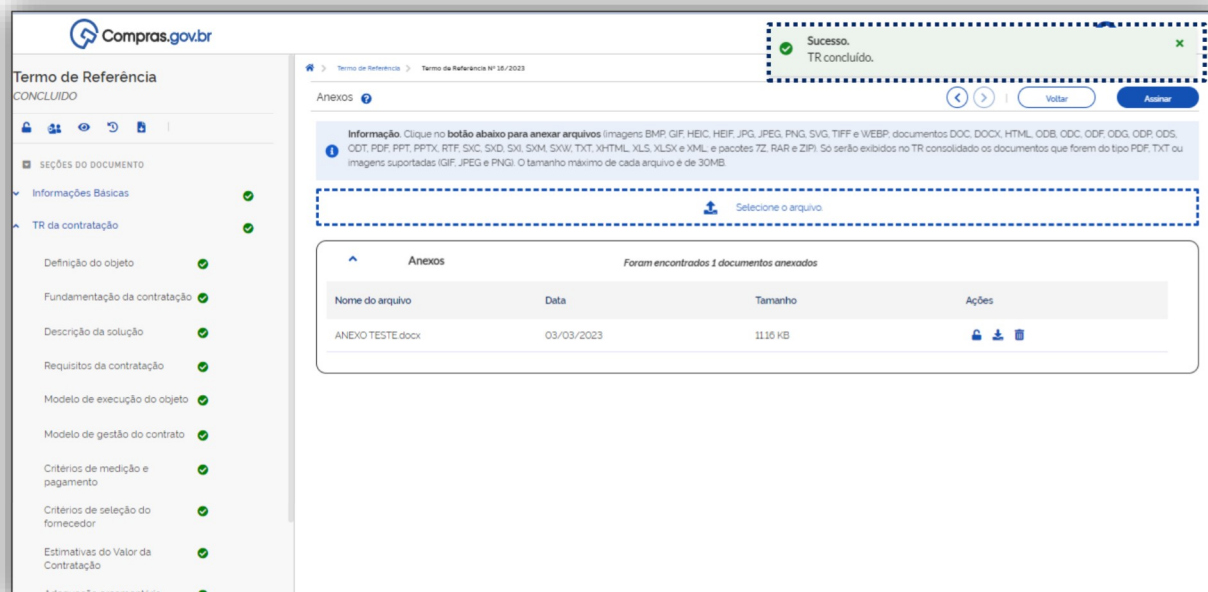 Compras.gov.br
Sucesso.
TR concluído.
Termo de Referência
CONCLUIDO
SEÇÕES DO DOCUMENTO
Informações Básicas
TR da contratação
Definição do objeto
Fundamentação da contratação
Descrição da solução
Requisitos da contratação
Modelo de execução do objeto
Modelo de gestão do contrato
Critérios de medição e
pagamento
Critérios de seleção do
fornecedor
Estimativas do Valor da
Contratação
Termo de Referência > Termo de Referência Nº 16/2023
Anexos
Voltar
Assinar
Informação. Clique no botão abaixo para anexar arquivos (imagens BMP, GIF, HEIC, HEIF, JPG, JPEG, PNG, SVG, TIFF e WEBP; documentos DOC, DOCX, HTML, ODB, ODC, ODF, ODG, ODP, ODS,
ODT, PDF, PPT, PPTX, RTF, SXC, SXD, SXI, SXM, SXW, TXT, XHTML, XLS, XLSX e XML; e pacotes 7Z, RAR e ZIP). Só serão exibidos no TR consolidado os documentos que forem do tipo PDF, TXT ou
imagens suportadas (GIF, JPEG e PNG). O tamanho máximo de cada arquivo é de 30MB.
Selecione o arquivo.
Anexos Foram encontrados 1 documentos anexados
Nome do arquivo Data Tamanho Ações
ANEXO TESTE.docx 03/03/2023 11.16 KB